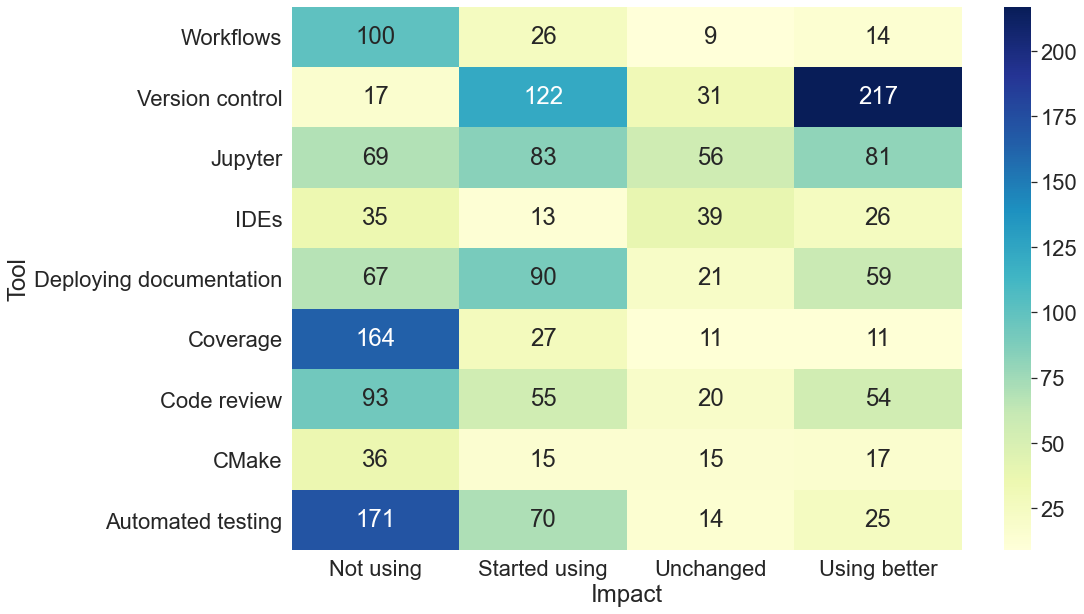 Workflows 100 26 9 14
200
Version control 17 122 31 217
175
Jupyter 69 83 56 81
150
IDEs 35 13 39 26
125
Tool
Deploying documentation 67 90 21 59
100
Coverage 164 27 11 11
75
Code review 93 55 20 54
50
CMake 36 15 15 17
25
Automated testing 171 70 14 25
Not using Started using Unchanged Using better
Impact